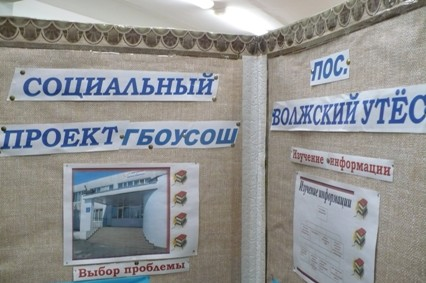 СОЦИАЛЬНЫЙ
ПРОЕКТ ГБОУСОШ
Выбор проблемы
ПОС.
ВОЛЖСКИЙ УТЁС
Изучение информации
Изучение информации